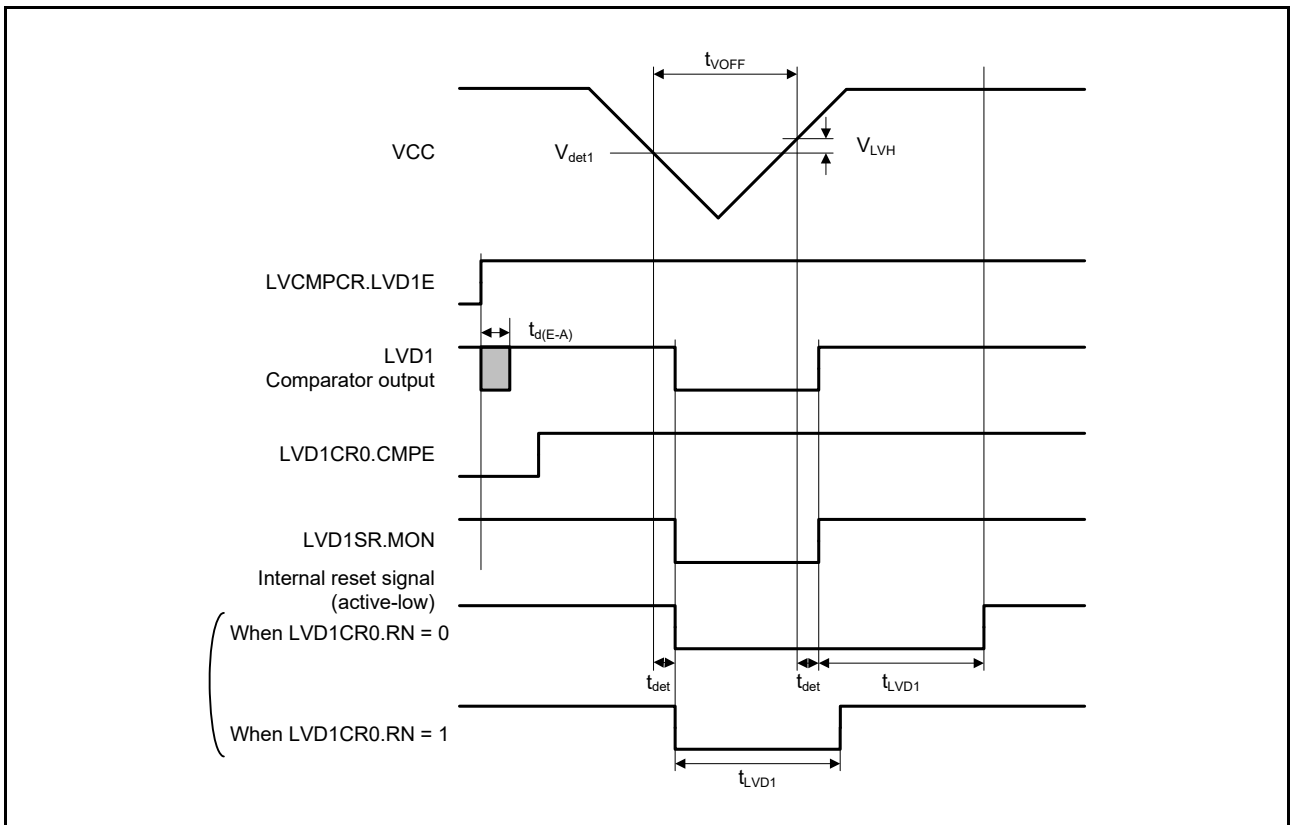 tVOFF
VCC
Vdet1
VLVH
LVCMPCR.LVD1E
td(E-A)
LVD1
Comparator output
LVD1CR0.CMPE
LVD1SR.MON
Internal reset signal
(active-low)
When LVD1CR0.RN = 0
tdet
tdet
tLVD1
When LVD1CR0.RN = 1
tLVD1